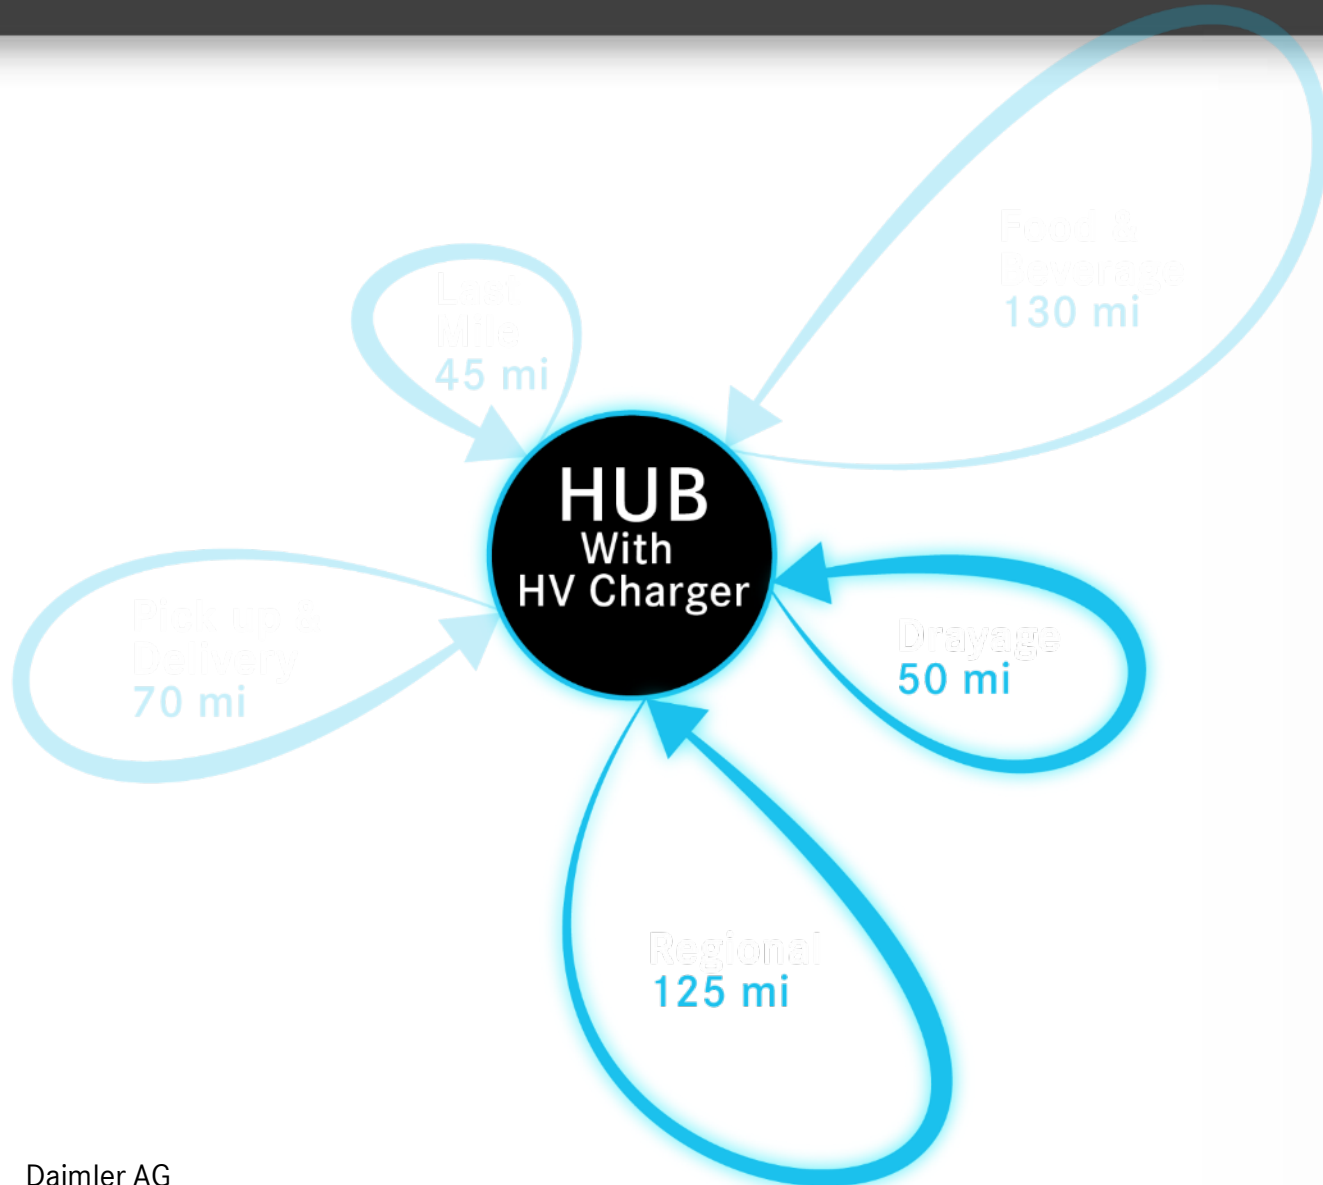 Food &
Beverage
130 mi
Last
Mile
45 mi
HUB
With
HV Charger
Pick up &
Delivery
70 mi
Drayage
50 mi
Regional
125 mi
Daimler AG